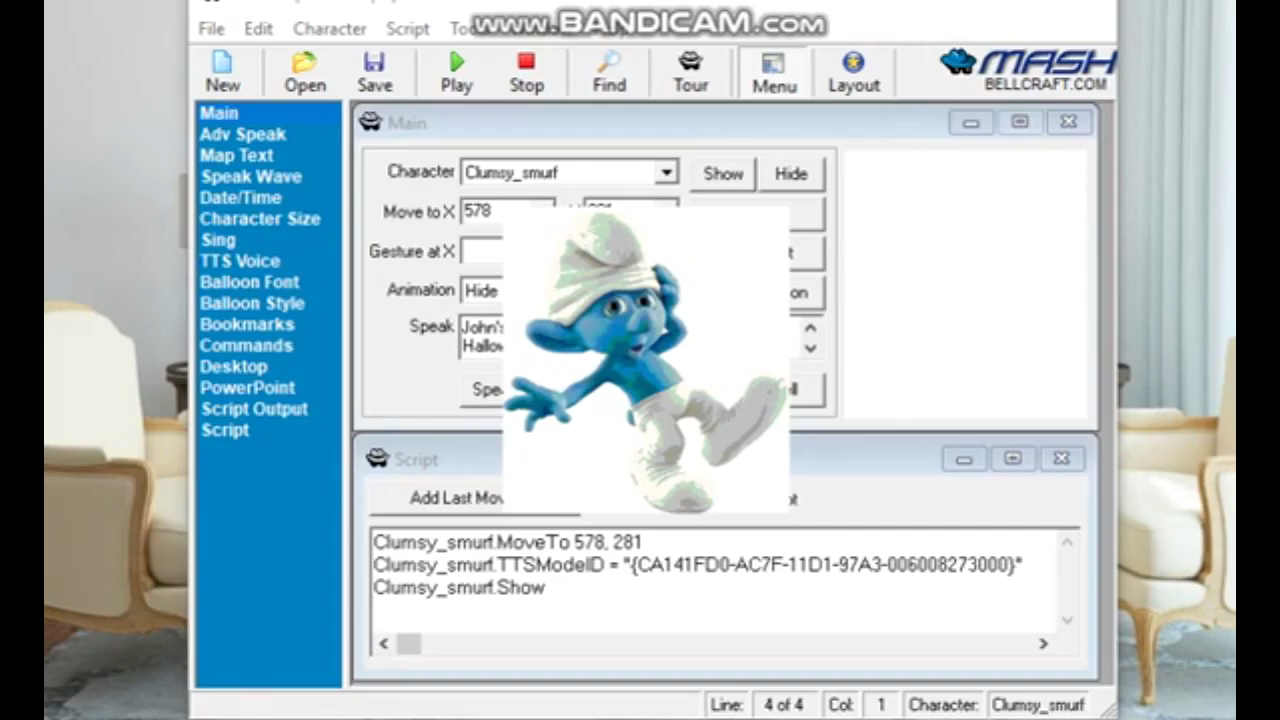 WWW.BANDICAM.COM
File Edit Character Script
New Open Save Play Stop Find Tour Menu Layout
MASH
BELLCRAFT.COM
Main
Adv Speak
Map Text
Speak Wave
Date/Time
Character Size
Sing
TTS Voice
Balloon Font
Balloon Style
Bookmarks
Commands
Desktop
PowerPoint
Script Output
Script
Main
Character Clumsy_smurf Show Hide
Move to X 578
Gesture at X
Animation Hide
Speak John's
Script
Add Last
Clumsy_smurf.MoveTo 578, 281
Clumsy_smurf.TTSModeID = "{CA141FD0-AC7F-11D1-97A3-006008273000}"
Clumsy_smurf.Show
Line: 4 of 4 Col: 1 Character: Clumsy_smurf